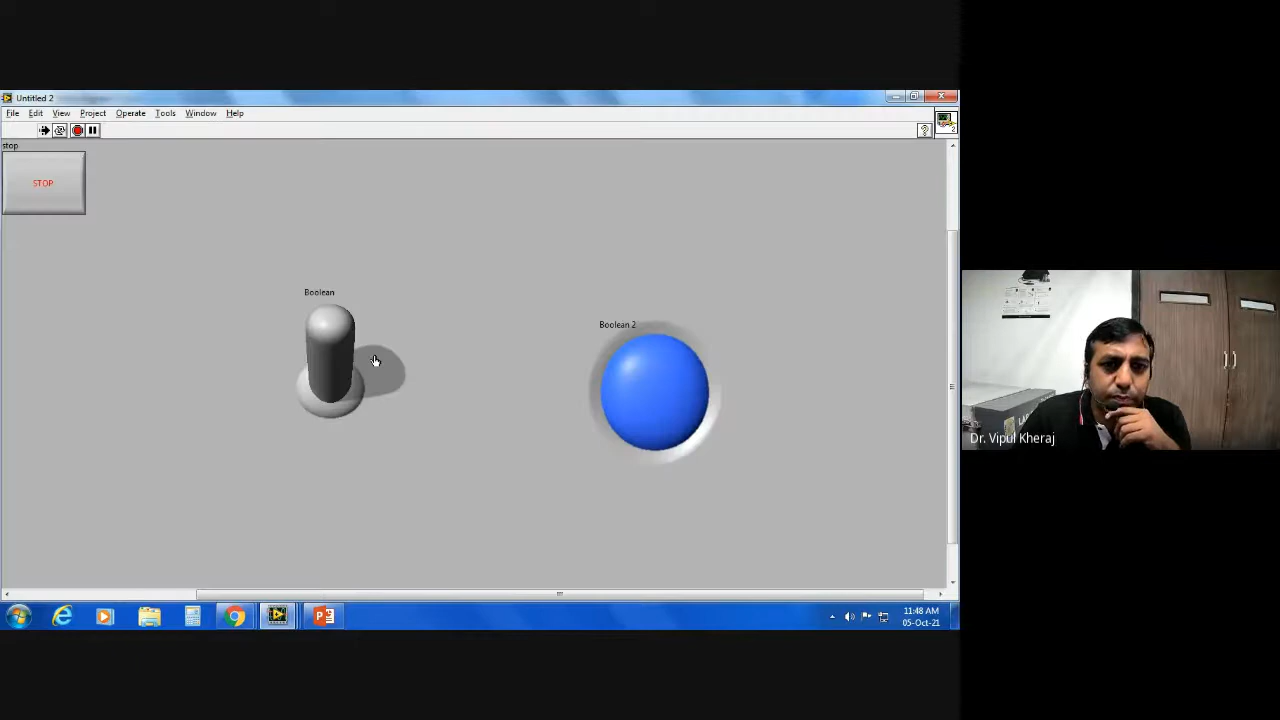 Untitled 2
File Edit View Project Operate Tools Window Help
2
stop
STOP
Boolean
Boolean 2
Dr. Vipul Kheraj
11:48 AM
05-Oct-21